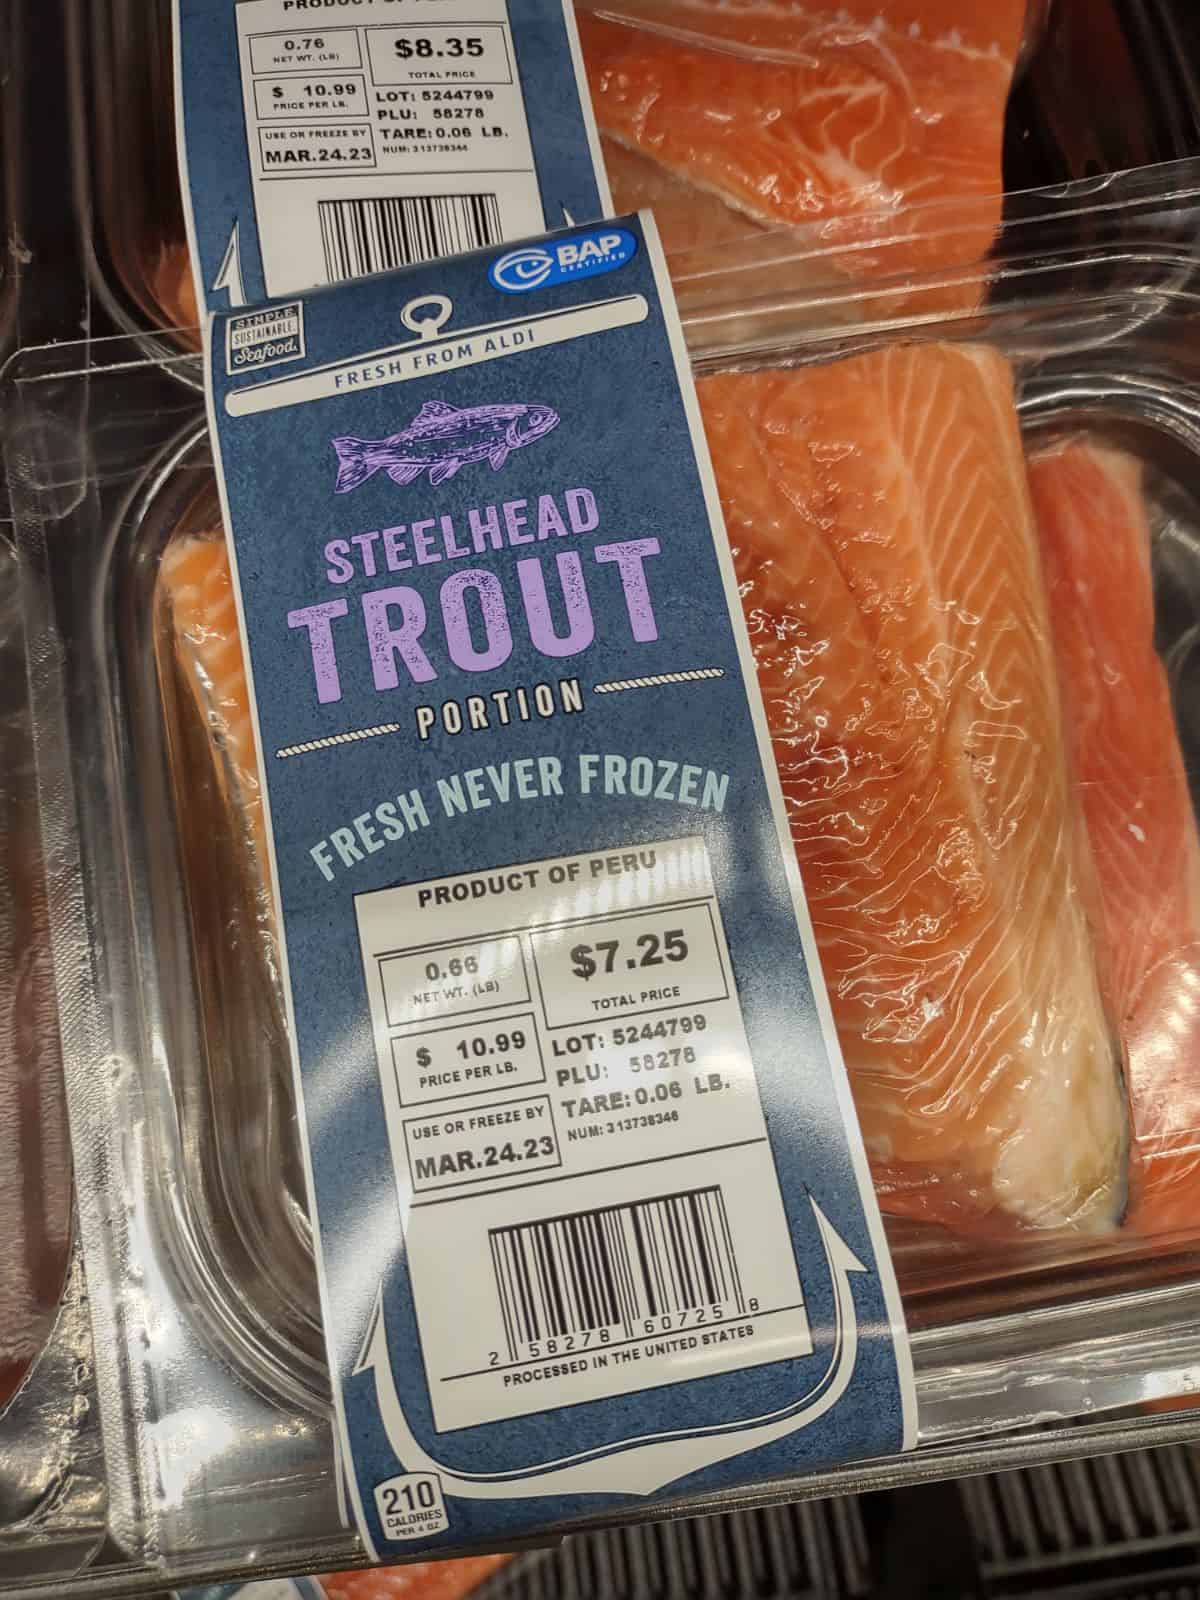 PRODUCT OF
0.76
NET WT. (LB)
$8.35
TOTAL PRICE
$ 10.99
PRICE PER LB.
LOT: 5244799
PLU: 58278
TARE: 0.06 LB.
NUM: 313738344
USE OR FREEZE BY
MAR.24.23
BAP
CERTIFIED
SIMPLE
SUSTAINABLE.
Seafood.
FRESH FROM ALDI
STEELHEAD
TROUT
PORTION
FRESH NEVER FROZEN
PRODUCT OF PERU
0.66
NET WT. (LB)
$7.25
TOTAL PRICE
$ 10.99
PRICE PER LB.
LOT: 5244799
PLU: 58278
TARE: 0.06 LB.
NUM: 313738346
USE OR FREEZE BY
MAR.24.23
2 58278 60725 8
PROCESSED IN THE UNITED STATES
210
CALORIES
PER 4 OZ